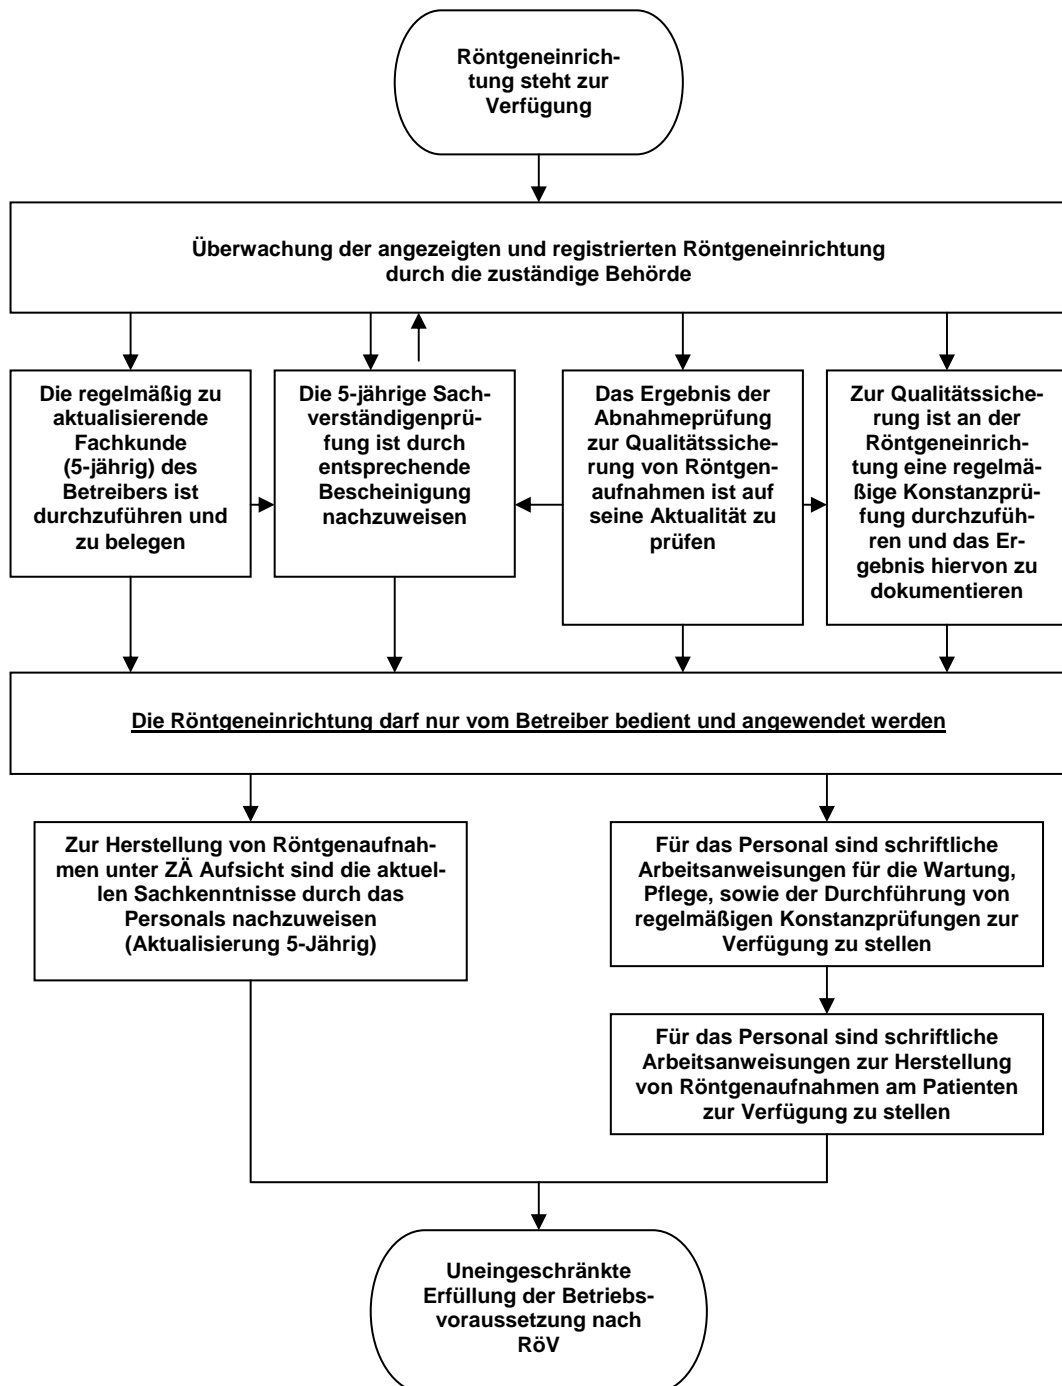 Röntgeneinrich-
tung steht zur
Verfügung
Überwachung der angezeigten und registrierten Röntgeneinrichtung
durch die zuständige Behörde
Die regelmäßig zu
aktualisierende
Fachkunde
(5-jährig) des
Betreibers ist
durchzuführen und
zu belegen
Die 5-jährige Sach-
verständigenprü-
fung ist durch
entsprechende
Bescheinigung
nachzuweisen
Das Ergebnis der
Abnahmeprüfung
zur Qualitätssiche-
rung von Röntgen-
aufnahmen ist auf
seine Aktualität zu
prüfen
Zur Qualitätssiche-
rung ist an der
Röntgeneinrich-
tung eine regelmä-
ßige Konstanzprü-
fung durchzufüh-
ren und das Er-
gebnis hiervon zu
dokumentieren
Die Röntgeneinrichtung darf nur vom Betreiber bedient und angewendet werden
Zur Herstellung von Röntgenaufnah-
men unter ZÄ Aufsicht sind die aktuel-
len Sachkenntnisse durch das
Personals nachzuweisen
(Aktualisierung 5-Jährig)
Für das Personal sind schriftliche
Arbeitsanweisungen für die Wartung,
Pflege, sowie der Durchführung von
regelmäßigen Konstanzprüfungen zur
Verfügung zu stellen
Für das Personal sind schriftliche
Arbeitsanweisungen zur Herstellung
von Röntgenaufnahmen am Patienten
zur Verfügung zu stellen
Uneingeschränkte
Erfüllung der Betriebs-
voraussetzung nach
RöV